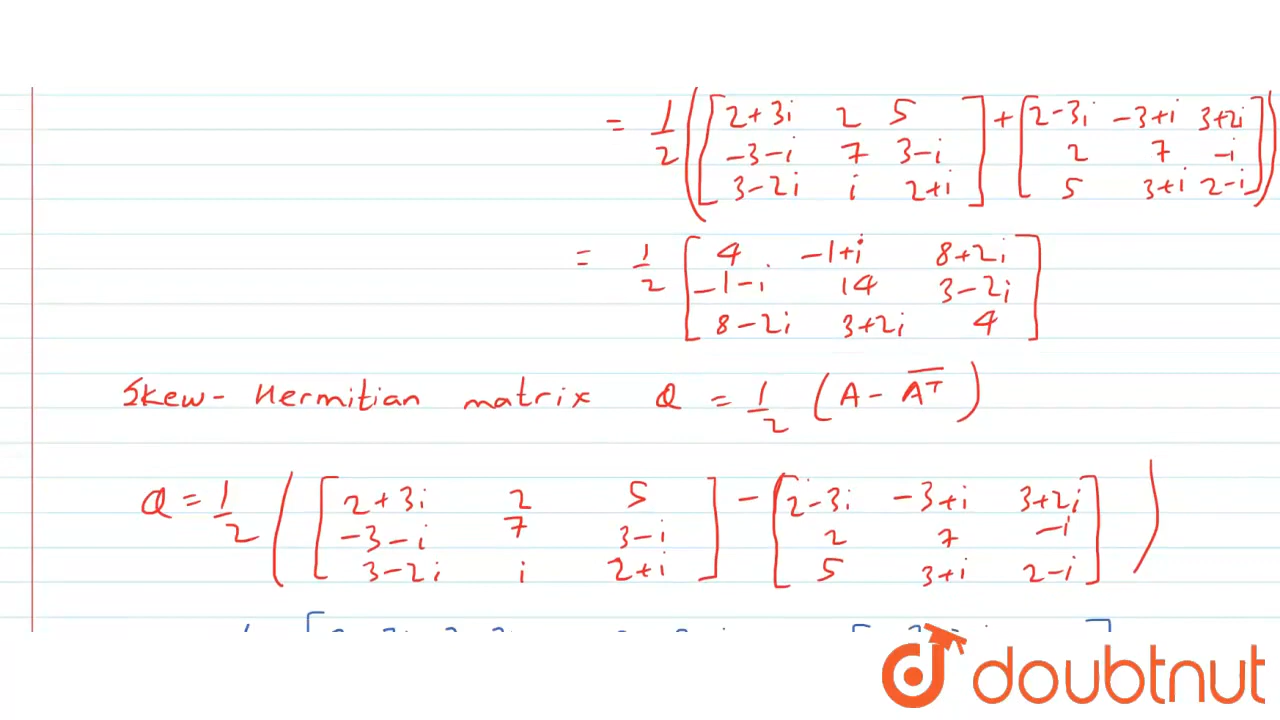 = 1/2 ( [ 2+3i 2 5 ] + [ 2-3i -3+i 3+2i ] )
-3-i 7 3-i 2 7 -i
3-2i i 2+i 5 3+i 2-i
= 1/2 [ 4 -1+i 8+2i ]
-1-i 14 3-2i
8-2i 3+2i 4
Skew-Hermitian matrix Q = 1/2 (A - A̅ᵀ̅)
Q = 1/2 ( [ 2+3i 2 5 ] - [ 2-3i -3+i 3+2i ] )
-3-i 7 3-i 2 7 -i
3-2i i 2+i 5 3+i 2-i
doubtnut